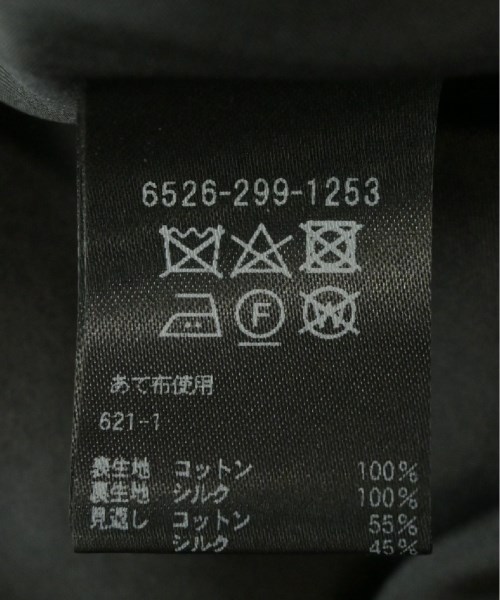 6526-299-1253
F
W
あて布使用
621-1
表生地 コットン 100%
裏生地 シルク 100%
見返し コットン 55%
シルク 45%